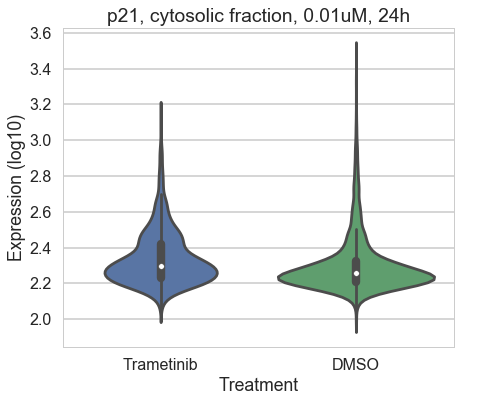 p21, cytosolic fraction, 0.01uM, 24h
Expression (log10)
3.6
3.4
3.2
3.0
2.8
2.6
2.4
2.2
2.0
Trametinib
DMSO
Treatment